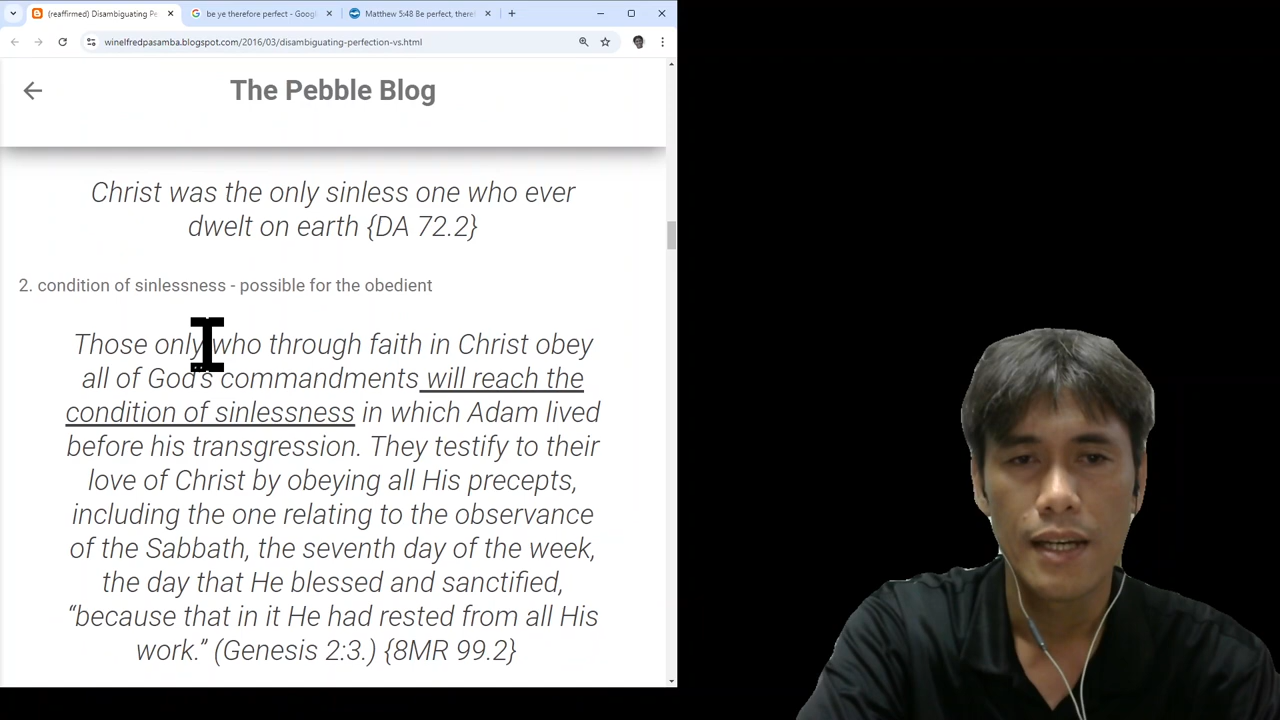 (reaffirmed) Disambiguating Pe
be ye therefore perfect - Goog
Matthew 5:48 Be perfect, theref
winelfredpasamba.blogspot.com/2016/03/disambiguating-perfection-vs.html
The Pebble Blog
Christ was the only sinless one who ever
dwelt on earth {DA 72.2}
2. condition of sinlessness - possible for the obedient
Those only who through faith in Christ obey
all of God's commandments will reach the
condition of sinlessness in which Adam lived
before his transgression. They testify to their
love of Christ by obeying all His precepts,
including the one relating to the observance
of the Sabbath, the seventh day of the week,
the day that He blessed and sanctified,
“because that in it He had rested from all His
work.” (Genesis 2:3.) {8MR 99.2}